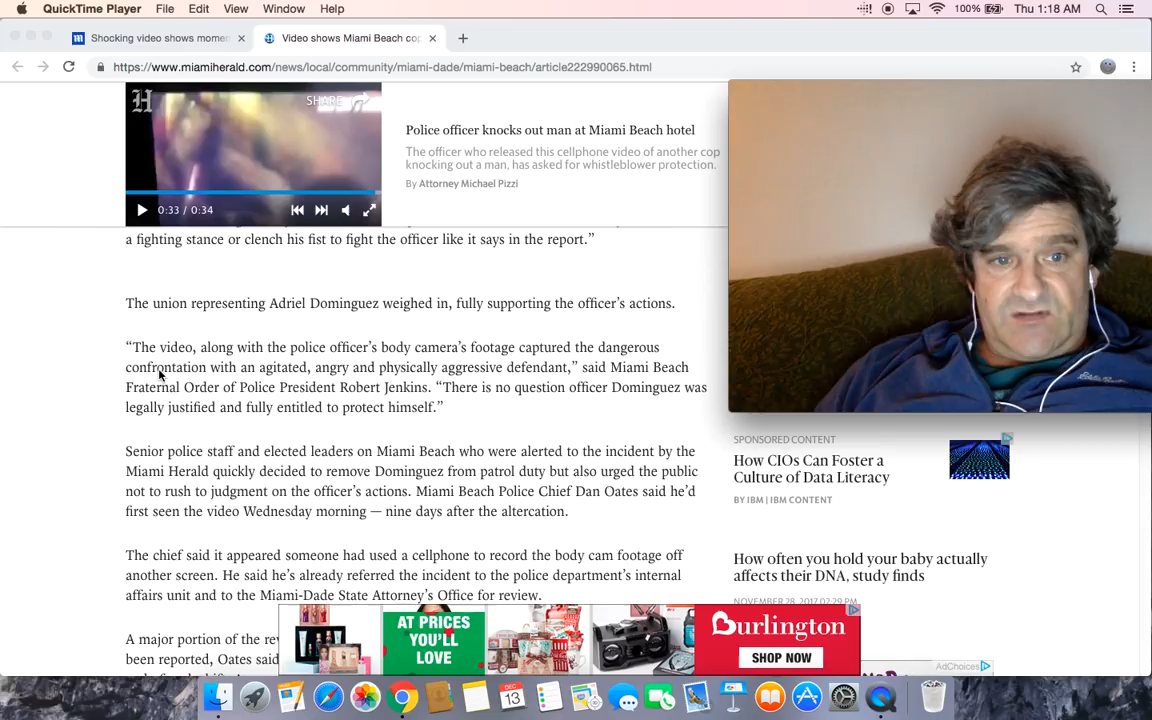 QuickTime Player File Edit View Window Help 100% Thu 1:18 AM
Shocking video shows momen
Video shows Miami Beach cop
https://www.miamiherald.com/news/local/community/miami-dade/miami-beach/article222990065.html
H SHARE
0:33 / 0:34
Police officer knocks out man at Miami Beach hotel
The officer who released this cellphone video of another cop
knocking out a man, has asked for whistleblower protection.
By Attorney Michael Pizzi
a fighting stance or clench his fist to fight the officer like it says in the report.”
The union representing Adriel Dominguez weighed in, fully supporting the officer’s actions.
“The video, along with the police officer’s body camera’s footage captured the dangerous
confrontation with an agitated, angry and physically aggressive defendant,” said Miami Beach
Fraternal Order of Police President Robert Jenkins. “There is no question officer Dominguez was
legally justified and fully entitled to protect himself.”
Senior police staff and elected leaders on Miami Beach who were alerted to the incident by the
Miami Herald quickly decided to remove Dominguez from patrol duty but also urged the public
not to rush to judgment on the officer’s actions. Miami Beach Police Chief Dan Oates said he’d
first seen the video Wednesday morning — nine days after the altercation.
The chief said it appeared someone had used a cellphone to record the body cam footage off
another screen. He said he’s already referred the incident to the police department’s internal
affairs unit and to the Miami-Dade State Attorney’s Office for review.
A major portion of the rev
been reported, Oates said
SPONSORED CONTENT
How CIOs Can Foster a
Culture of Data Literacy
BY IBM | IBM CONTENT
How often you hold your baby actually
affects their DNA, study finds
NOVEMBER 28, 2017 02:29 PM
AT PRICES
YOU’LL
LOVE
Burlington
SHOP NOW
AdChoices
DEC
13